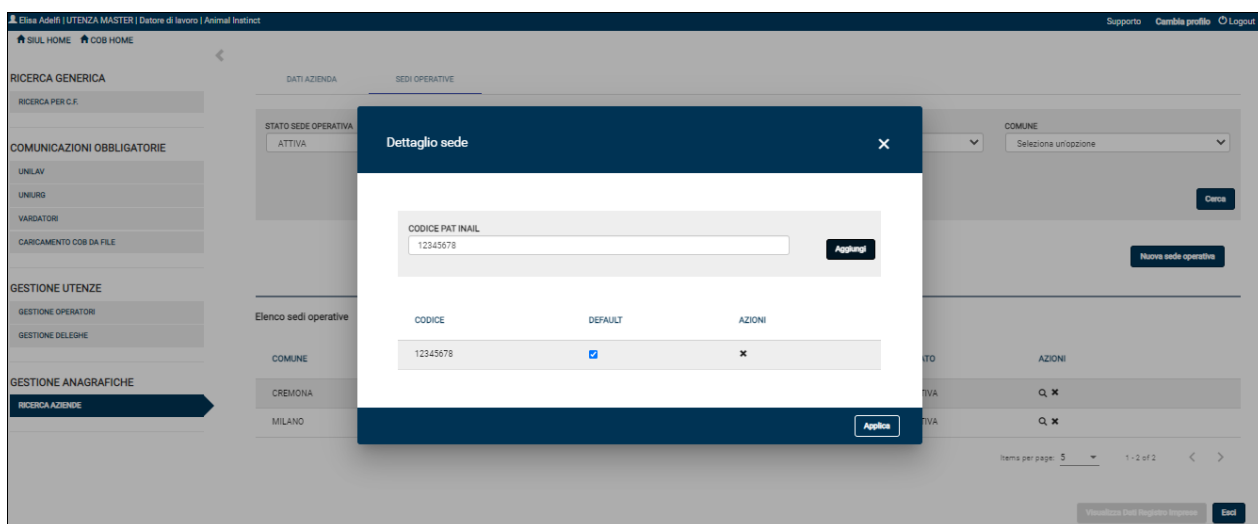 Elisa Adelfi | UTENZA MASTER | Datore di lavoro | Animal Instinct
Supporto Cambia profilo Logout
SIUL HOME COB HOME
RICERCA GENERICA
RICERCA PER C.F.
COMUNICAZIONI OBBLIGATORIE
UNILAV
UNIURG
VARDATORI
CARICAMENTO COB DA FILE
GESTIONE UTENZE
GESTIONE OPERATORI
GESTIONE DELEGHE
GESTIONE ANAGRAFICHE
RICERCA AZIENDE
DATI AZIENDA SEDI OPERATIVE
STATO SEDE OPERATIVA COMUNE
ATTIVA Seleziona un'opzione
Cerca
Nuova sede operativa
Elenco sedi operative
COMUNE ATO AZIONI
CREMONA TIVA
MILANO TIVA
Items per page: 5 1 - 2 of 2
Visualizza Dati Registro Imprese Esci
Dettaglio sede
CODICE PAT INAIL
12345678 Aggiungi
CODICE DEFAULT AZIONI
12345678
Applica